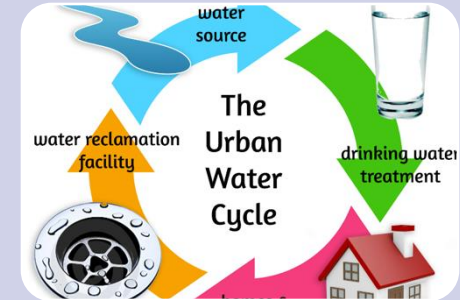 water
source
The
Urban
Water
Cycle
drinking water
treatment
water reclamation
facility